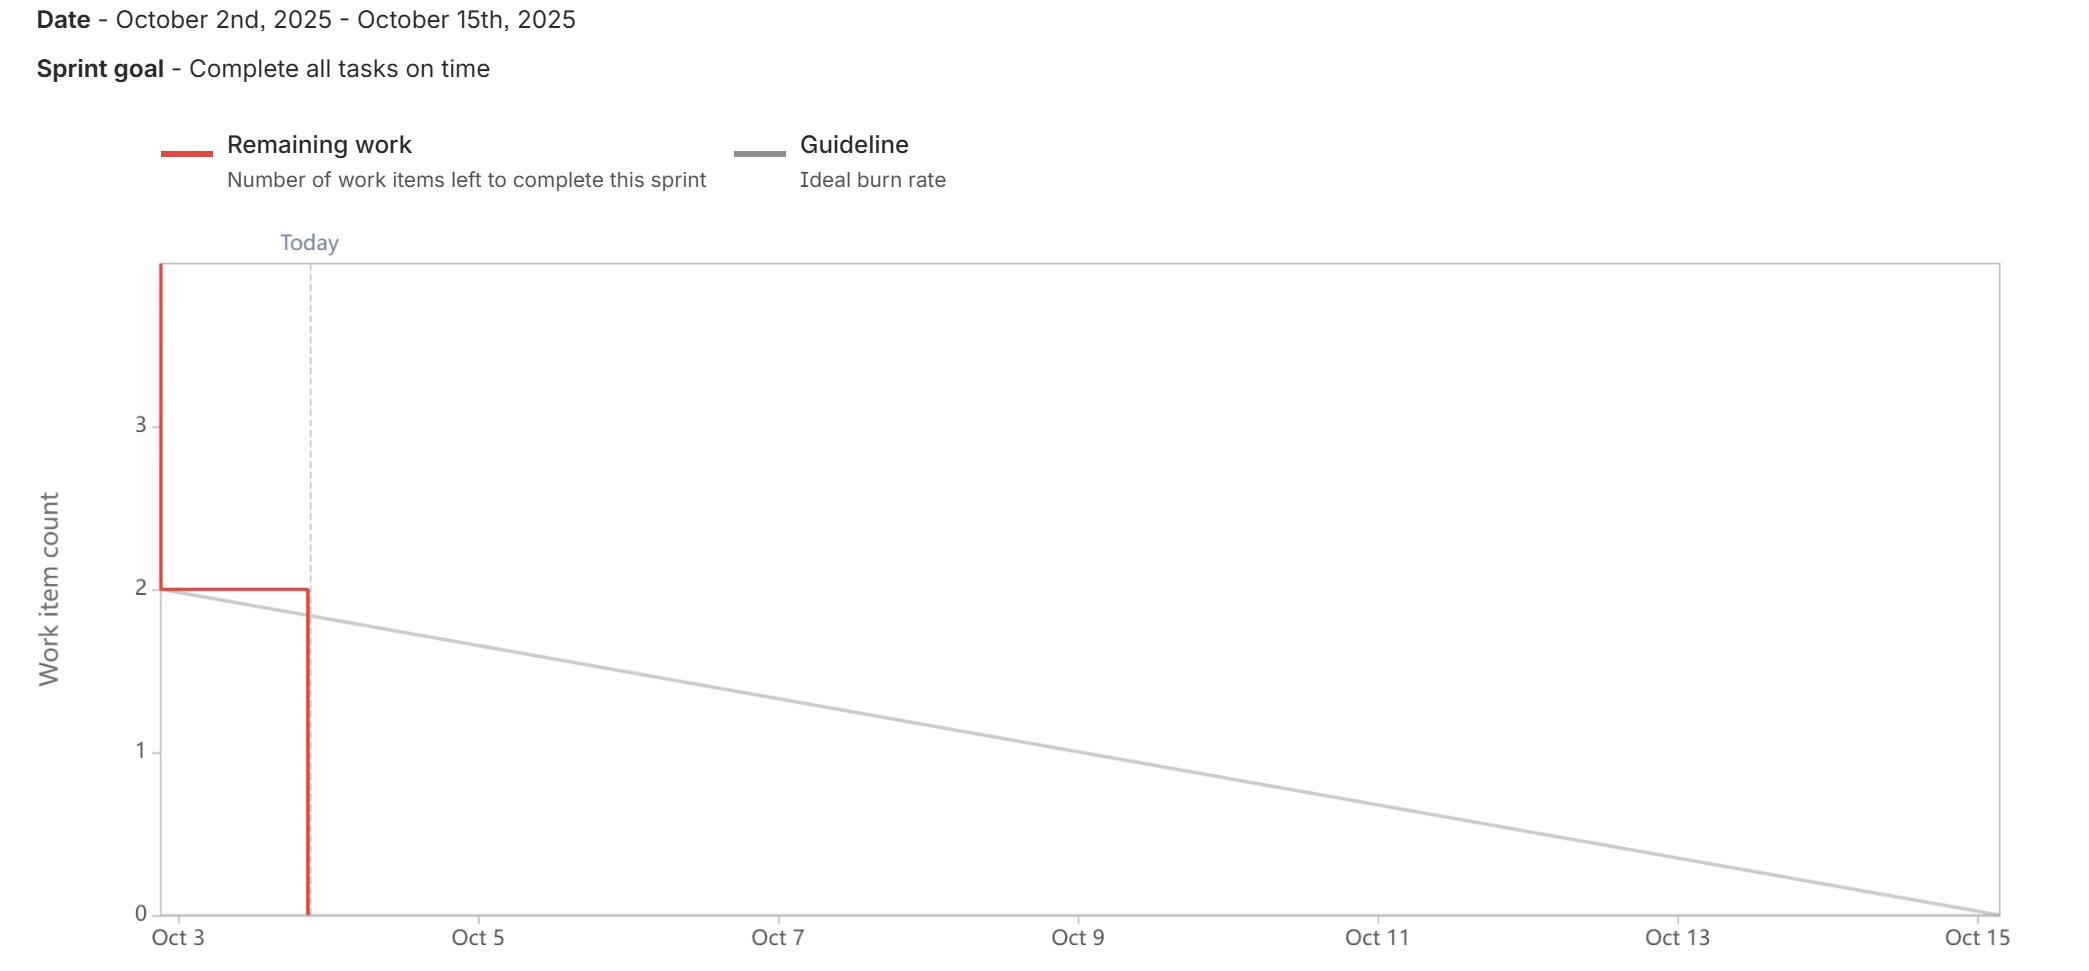 Date - October 2nd, 2025 - October 15th, 2025
Sprint goal - Complete all tasks on time
Remaining work
Number of work items left to complete this sprint
Guideline
Ideal burn rate
Today
3
2
1
0
Work item count
Oct 3
Oct 5
Oct 7
Oct 9
Oct 11
Oct 13
Oct 15